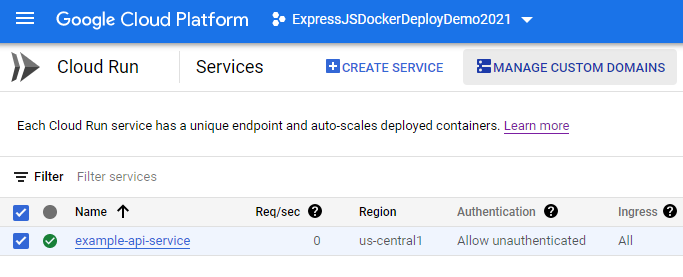 Google Cloud Platform ExpressJSDockerDeployDemo2021
Cloud Run Services CREATE SERVICE MANAGE CUSTOM DOMAINS
Each Cloud Run service has a unique endpoint and auto-scales deployed containers. Learn more
Filter Filter services
Name Req/sec ? Region Authentication ? Ingress ?
example-api-service 0 us-central1 Allow unauthenticated All